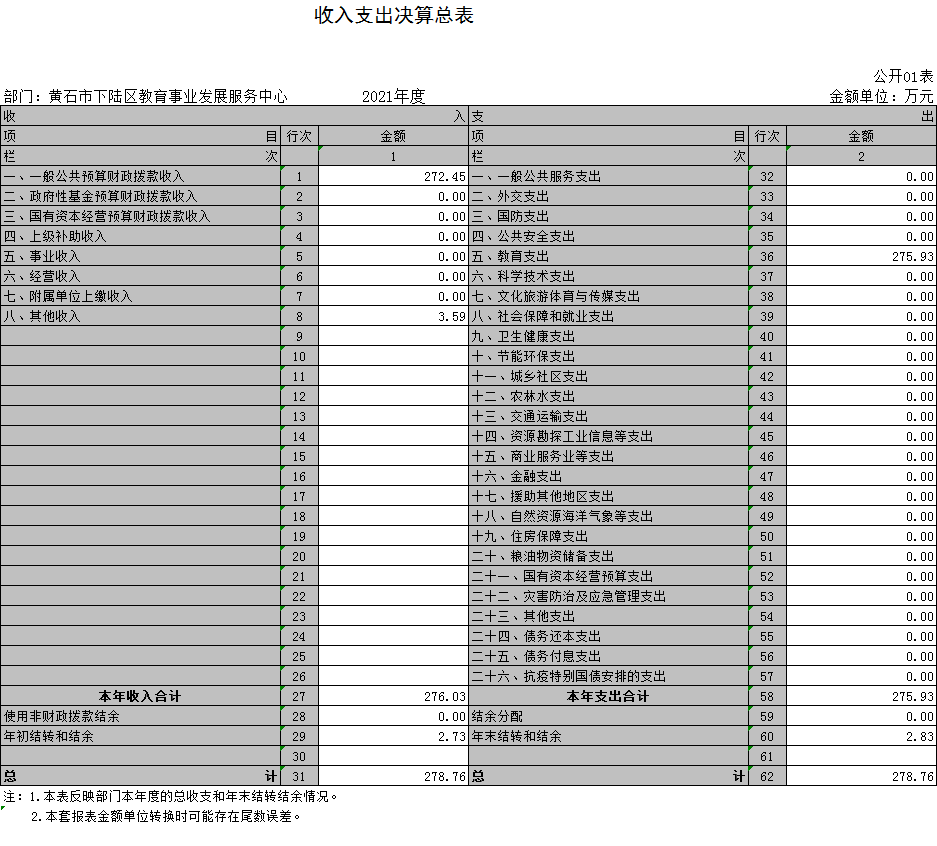 收入支出决算总表
公开01表
部门：黄石市下陆区教育事业发展服务中心 2021年度 金额单位：万元
收 入 支 出
项 目 行次 金额 项 目 行次 金额
栏 次 1 栏 次 2
一、一般公共预算财政拨款收入 1 272.45 一、一般公共服务支出 32 0.00
二、政府性基金预算财政拨款收入 2 0.00 二、外交支出 33 0.00
三、国有资本经营预算财政拨款收入 3 0.00 三、国防支出 34 0.00
四、上级补助收入 4 0.00 四、公共安全支出 35 0.00
五、事业收入 5 0.00 五、教育支出 36 275.93
六、经营收入 6 0.00 六、科学技术支出 37 0.00
七、附属单位上缴收入 7 0.00 七、文化旅游体育与传媒支出 38 0.00
八、其他收入 8 3.59 八、社会保障和就业支出 39 0.00
9 九、卫生健康支出 40 0.00
10 十、节能环保支出 41 0.00
11 十一、城乡社区支出 42 0.00
12 十二、农林水支出 43 0.00
13 十三、交通运输支出 44 0.00
14 十四、资源勘探工业信息等支出 45 0.00
15 十五、商业服务业等支出 46 0.00
16 十六、金融支出 47 0.00
17 十七、援助其他地区支出 48 0.00
18 十八、自然资源海洋气象等支出 49 0.00
19 十九、住房保障支出 50 0.00
20 二十、粮油物资储备支出 51 0.00
21 二十一、国有资本经营预算支出 52 0.00
22 二十二、灾害防治及应急管理支出 53 0.00
23 二十三、其他支出 54 0.00
24 二十四、债务还本支出 55 0.00
25 二十五、债务付息支出 56 0.00
26 二十六、抗疫特别国债安排的支出 57 0.00
本年收入合计 27 276.03 本年支出合计 58 275.93
使用非财政拨款结余 28 0.00 结余分配 59 0.00
年初结转和结余 29 2.73 年末结转和结余 60 2.83
30 61
总 计 31 278.76 总 计 62 278.76
注：1.本表反映部门本年度的总收支和年末结转结余情况。
2.本套报表金额单位转换时可能存在尾数误差。